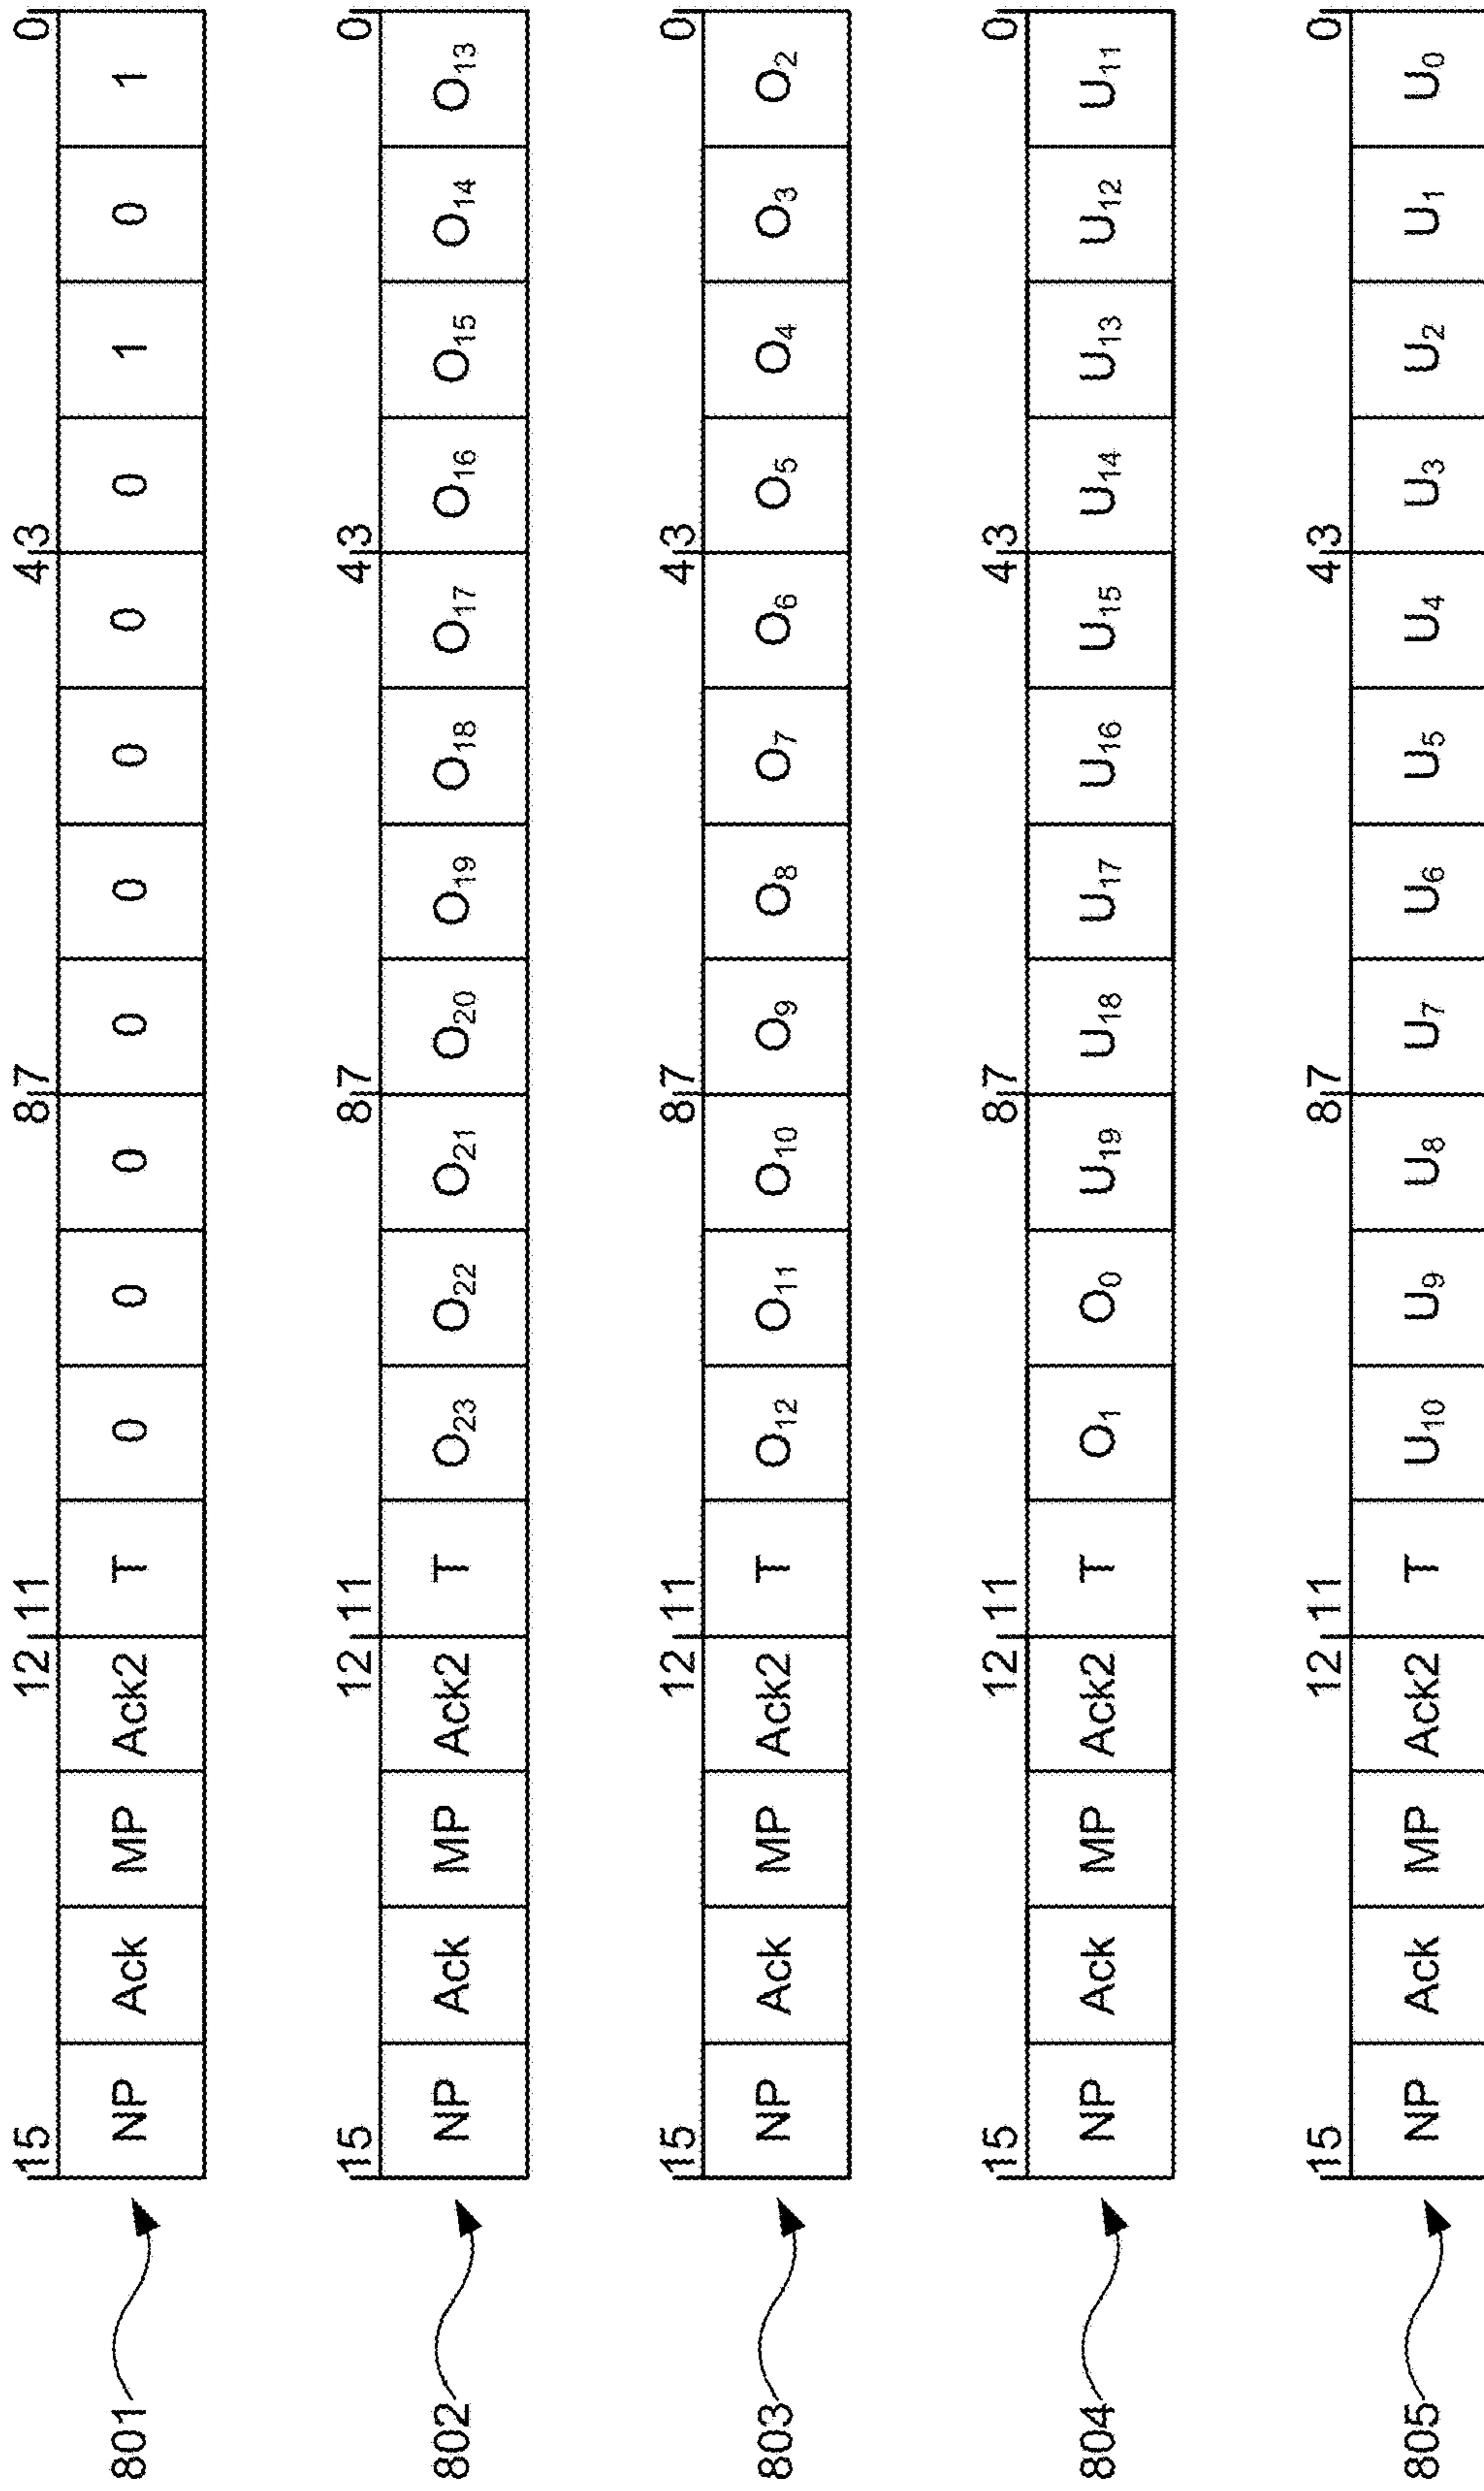 15 12 11 8 7 4 3 0
801 NP Ack MP Ack2 T 0 0 0 0 0 0 0 0 1 0 1
15 12 11 8 7 4 3 0
802 NP Ack MP Ack2 T O23 O22 O21 O20 O19 O18 O17 O16 O15 O14 O13
15 12 11 8 7 4 3 0
803 NP Ack MP Ack2 T O12 O11 O10 O9 O8 O7 O6 O5 O4 O3 O2
15 12 11 8 7 4 3 0
804 NP Ack MP Ack2 T O1 O0 U19 U18 U17 U16 U15 U14 U13 U12 U11
15 12 11 8 7 4 3 0
805 NP Ack MP Ack2 T U10 U9 U8 U7 U6 U5 U4 U3 U2 U1 U0